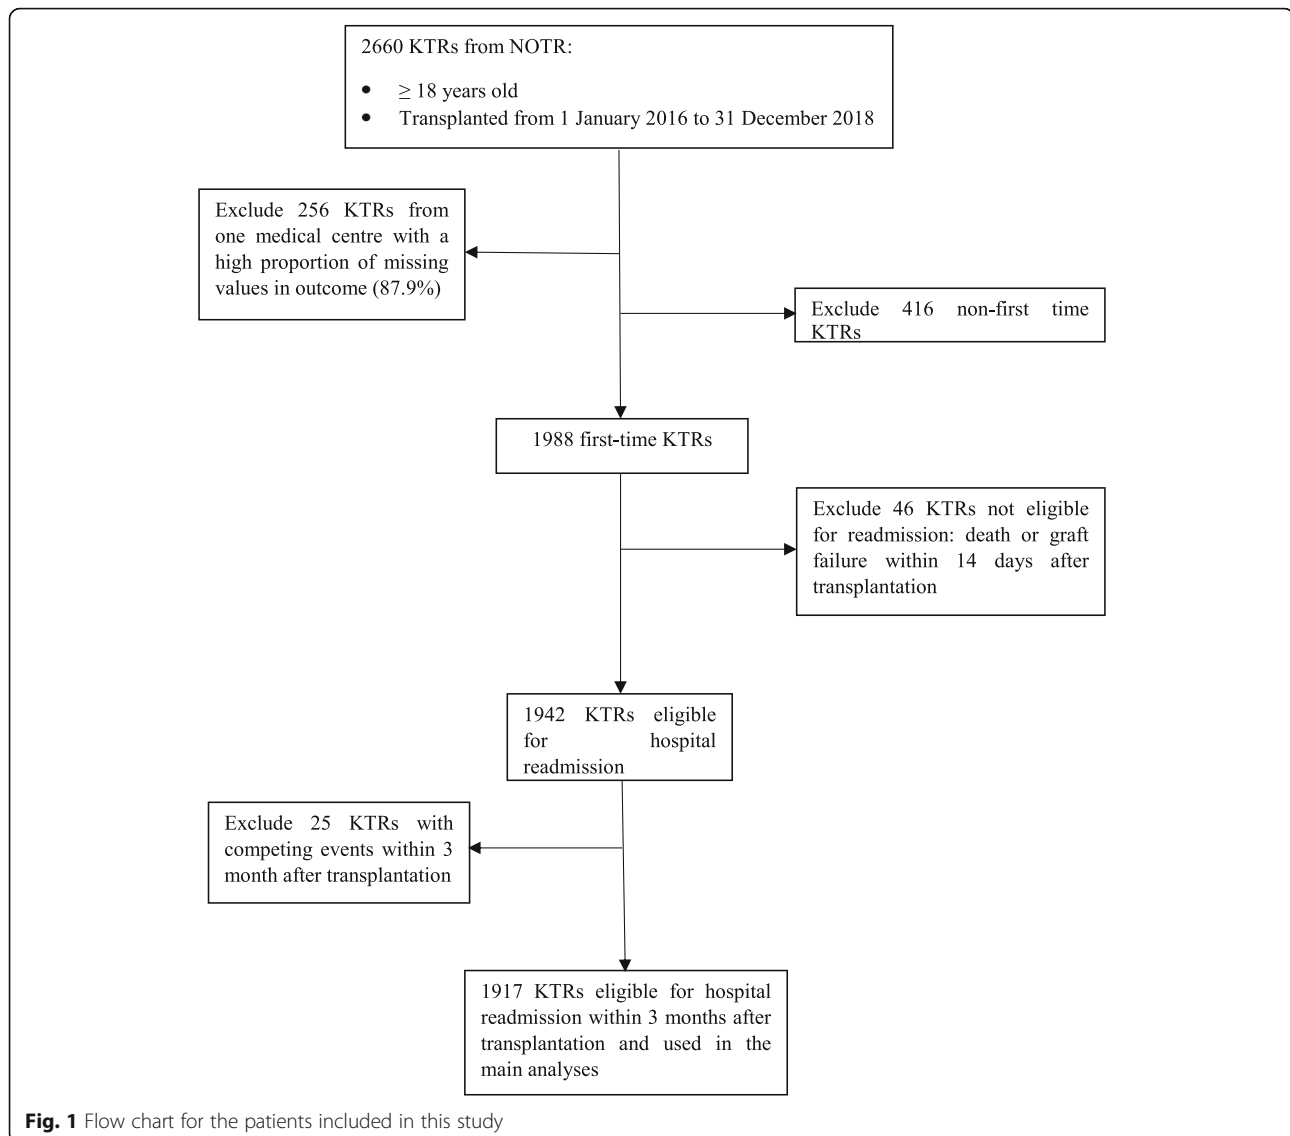 2660 KTRs from NOTR:
• ≥ 18 years old
• Transplanted from 1 January 2016 to 31 December 2018
Exclude 256 KTRs from
one medical centre with a
high proportion of missing
values in outcome (87.9%)
Exclude 416 non-first time
KTRs
1988 first-time KTRs
Exclude 46 KTRs not eligible
for readmission: death or graft
failure within 14 days after
transplantation
1942 KTRs eligible
for hospital
readmission
Exclude 25 KTRs with
competing events within 3
month after transplantation
1917 KTRs eligible for hospital
readmission within 3 months after
transplantation and used in the
main analyses
Fig. 1 Flow chart for the patients included in this study